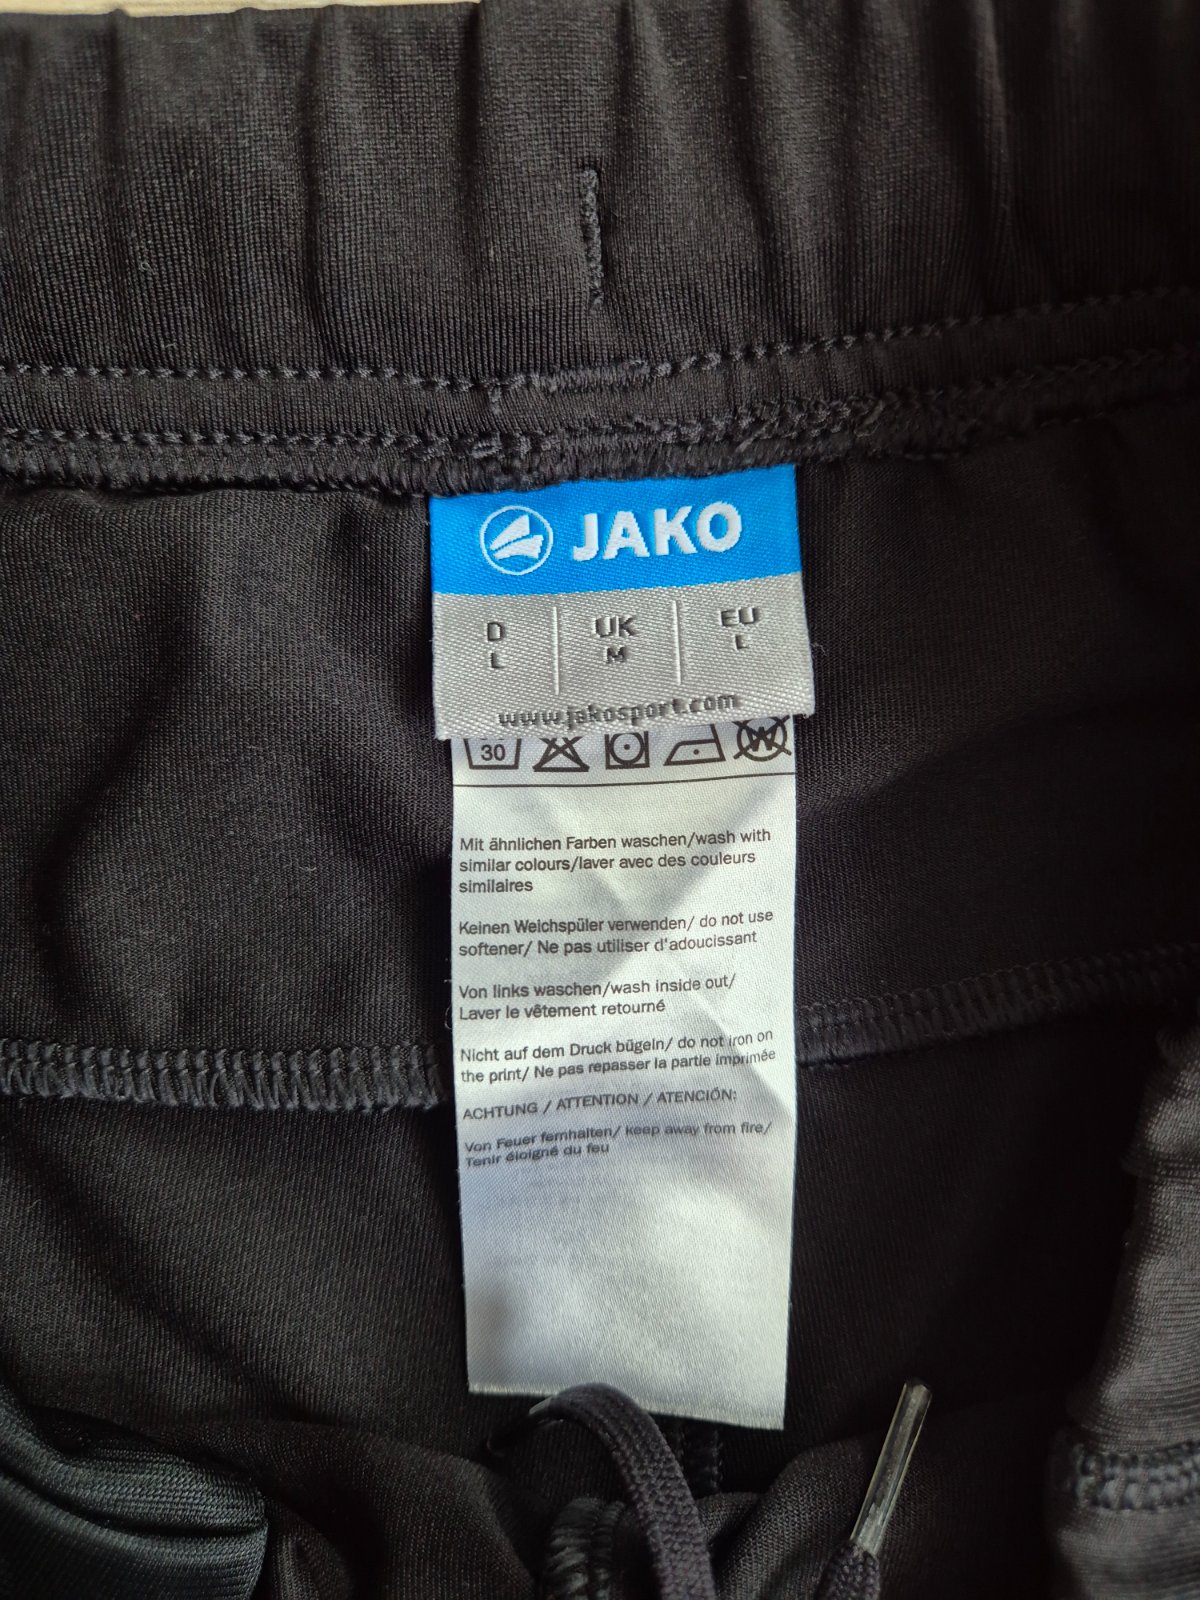 JAKO
D UK EU
L M L
www.jakosport.com
30 W
Mit ähnlichen Farben waschen/wash with
similar colours/laver avec des couleurs
similaires
Keinen Weichspüler verwenden/ do not use
softener/ Ne pas utiliser d'adoucissant
Von links waschen/wash inside out/
Laver le vêtement retourné
Nicht auf dem Druck bügeln/ do not iron on
the print/ Ne pas repasser la partie imprimée
ACHTUNG / ATTENTION / ATENCIÓN:
Von Feuer fernhalten/ keep away from fire/
Tenir éloigné du feu